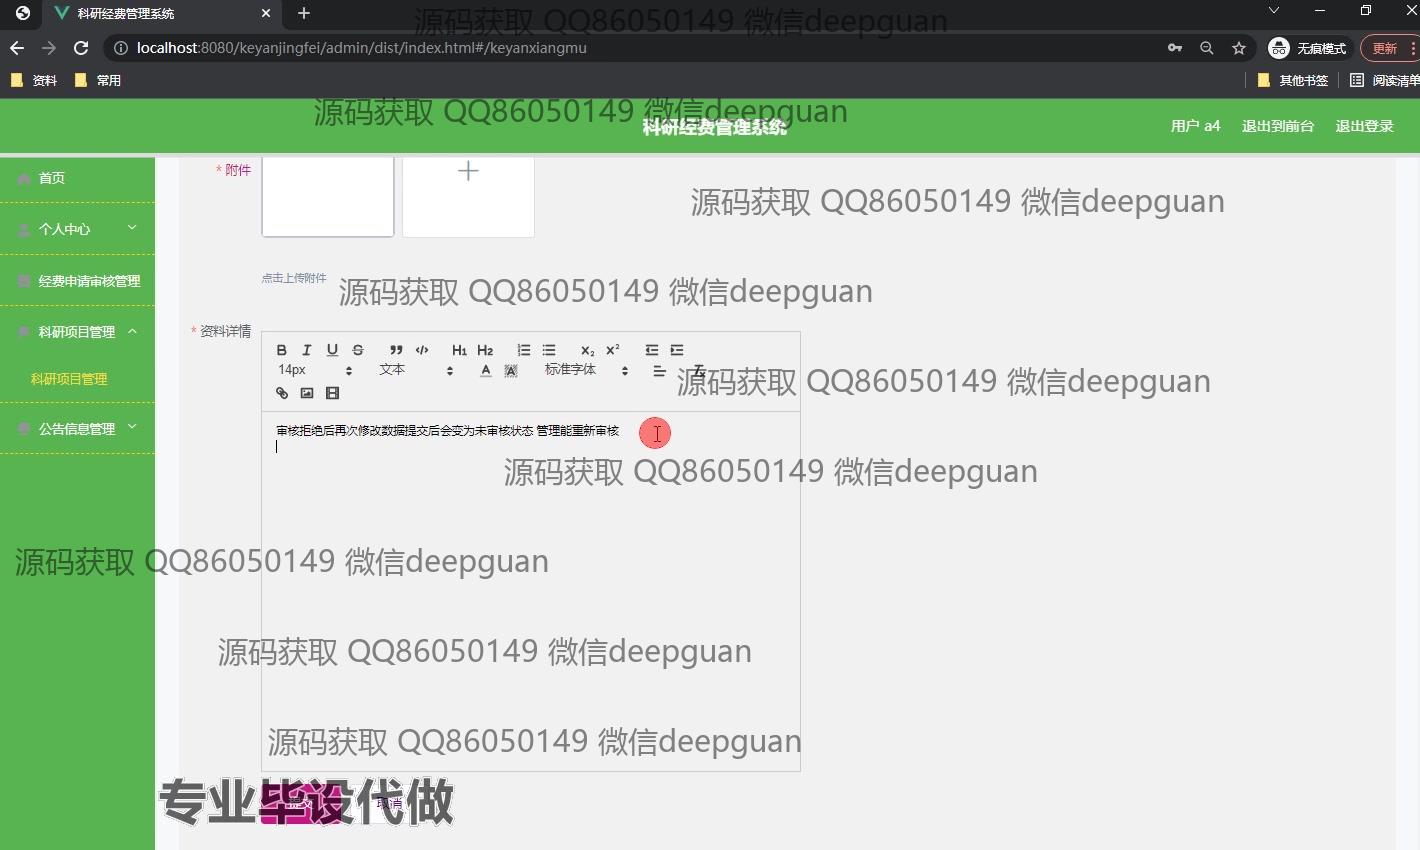 科研经费管理系统
源码获取 QQ86050149 微信deepguan
localhost:8080/keyanjingfei/admin/dist/index.html#/keyanxiangmu
无痕模式
更新
资料
常用
其他书签
阅读清单
源码获取 QQ86050149 微信deepguan
科研经费管理系统
用户 a4
退出到前台
退出登录
首页
* 附件
源码获取 QQ86050149 微信deepguan
个人中心
经费申请审核管理
点击上传附件
源码获取 QQ86050149 微信deepguan
科研项目管理
* 资料详情
B I U S H1 H2 X2 X2
14px 文本 A A 标准字体
源码获取 QQ86050149 微信deepguan
科研项目管理
公告信息管理
审核拒绝后再次修改数据提交后会变为未审核状态 管理能重新审核
源码获取 QQ86050149 微信deepguan
源码获取 QQ86050149 微信deepguan
源码获取 QQ86050149 微信deepguan
源码获取 QQ86050149 微信deepguan
专业毕设代做
取消